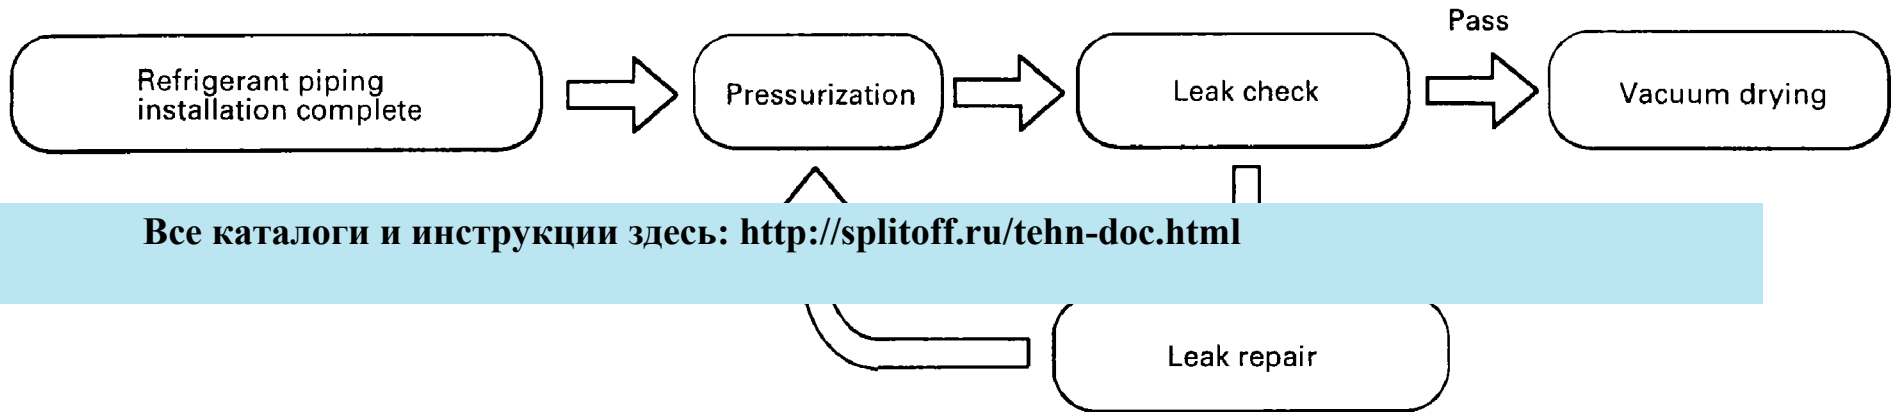 Pass
Refrigerant piping
installation complete
Pressurization
Leak check
Vacuum drying
Все каталоги и инструкции здесь: http://splitoff.ru/tehn-doc.html
Leak repair